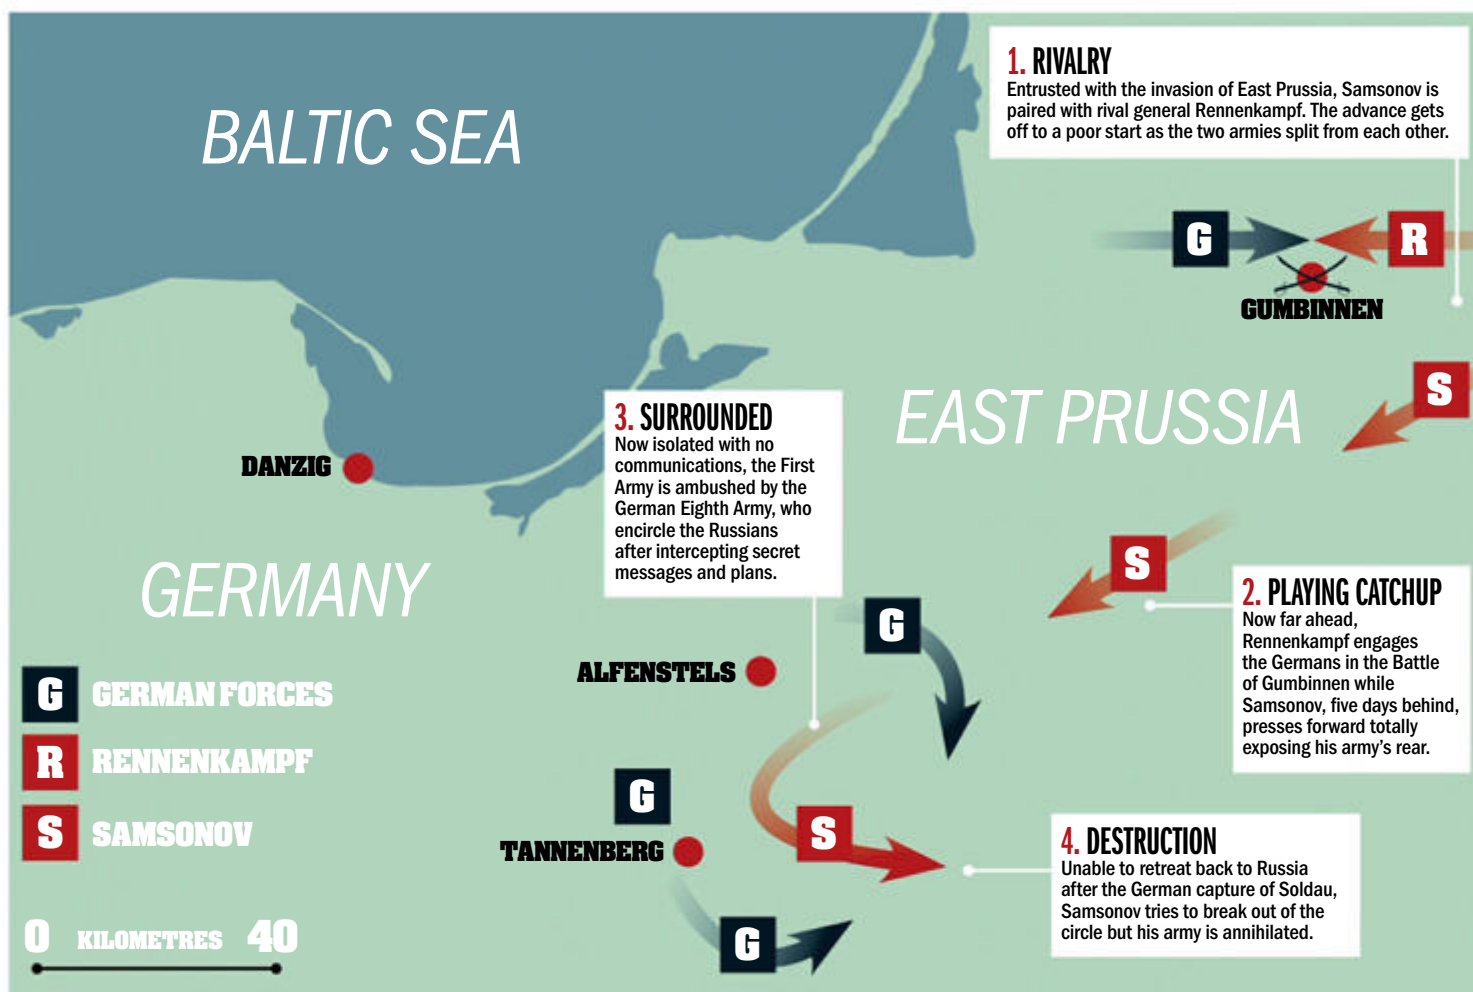 BALTIC SEA
1. RIVALRY
Entrusted with the invasion of East Prussia, Samsonov is
paired with rival general Rennenkampf. The advance gets
off to a poor start as the two armies split from each other.
G
R
GUMBINNEN
S
EAST PRUSSIA
3. SURROUNDED
Now isolated with no
communications, the First
Army is ambushed by the
German Eighth Army, who
encircle the Russians
after intercepting secret
messages and plans.
DANZIG
GERMANY
S
2. PLAYING CATCHUP
Now far ahead,
Rennenkampf engages
the Germans in the Battle
of Gumbinnen while
Samsonov, five days behind,
presses forward totally
exposing his army's rear.
G
ALFENSTELS
G GERMAN FORCES
R RENNENKAMPF
S SAMSONOV
G
TANNENBERG
S
4. DESTRUCTION
Unable to retreat back to Russia
after the German capture of Soldau,
Samsonov tries to break out of the
circle but his army is annihilated.
G
0 KILOMETRES 40